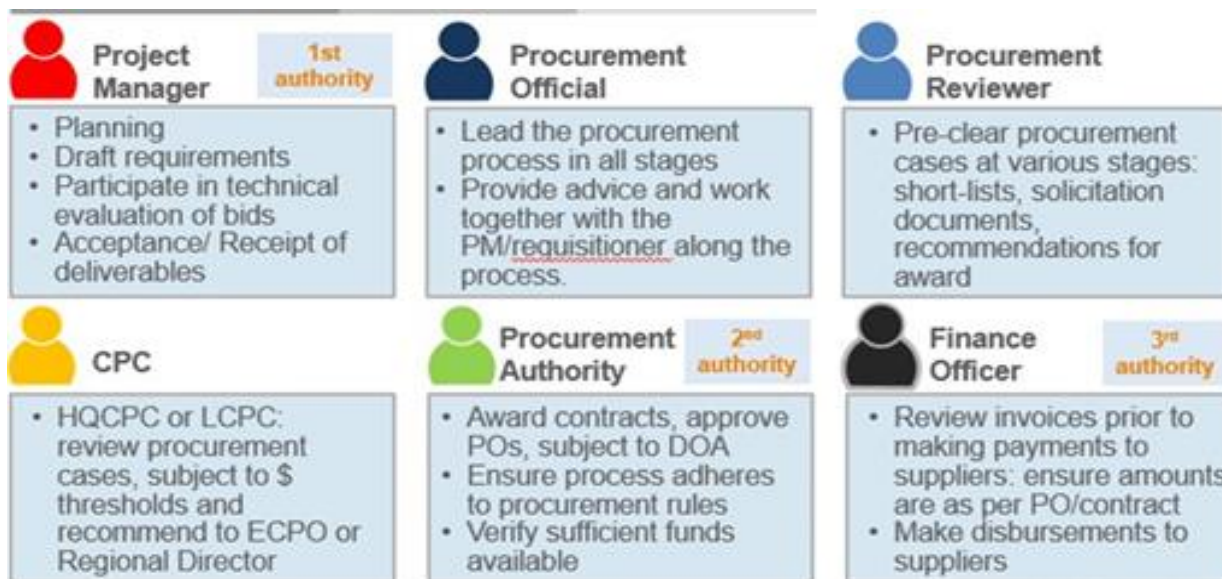 Project
Manager
1st
authority
• Planning
• Draft requirements
• Participate in technical
evaluation of bids
• Acceptance/ Receipt of
deliverables
Procurement
Official
• Lead the procurement
process in all stages
• Provide advice and work
together with the
PM/requisitioner along the
process.
Procurement
Reviewer
• Pre-clear procurement
cases at various stages:
short-lists, solicitation
documents,
recommendations for
award
CPC
• HQCPC or LCPC:
review procurement
cases, subject to $
thresholds and
recommend to ECPO or
Regional Director
Procurement
Authority
2nd
authority
• Award contracts, approve
POs, subject to DOA
• Ensure process adheres
to procurement rules
• Verify sufficient funds
available
Finance
Officer
3rd
authority
• Review invoices prior to
making payments to
suppliers: ensure amounts
are as per PO/contract
• Make disbursements to
suppliers